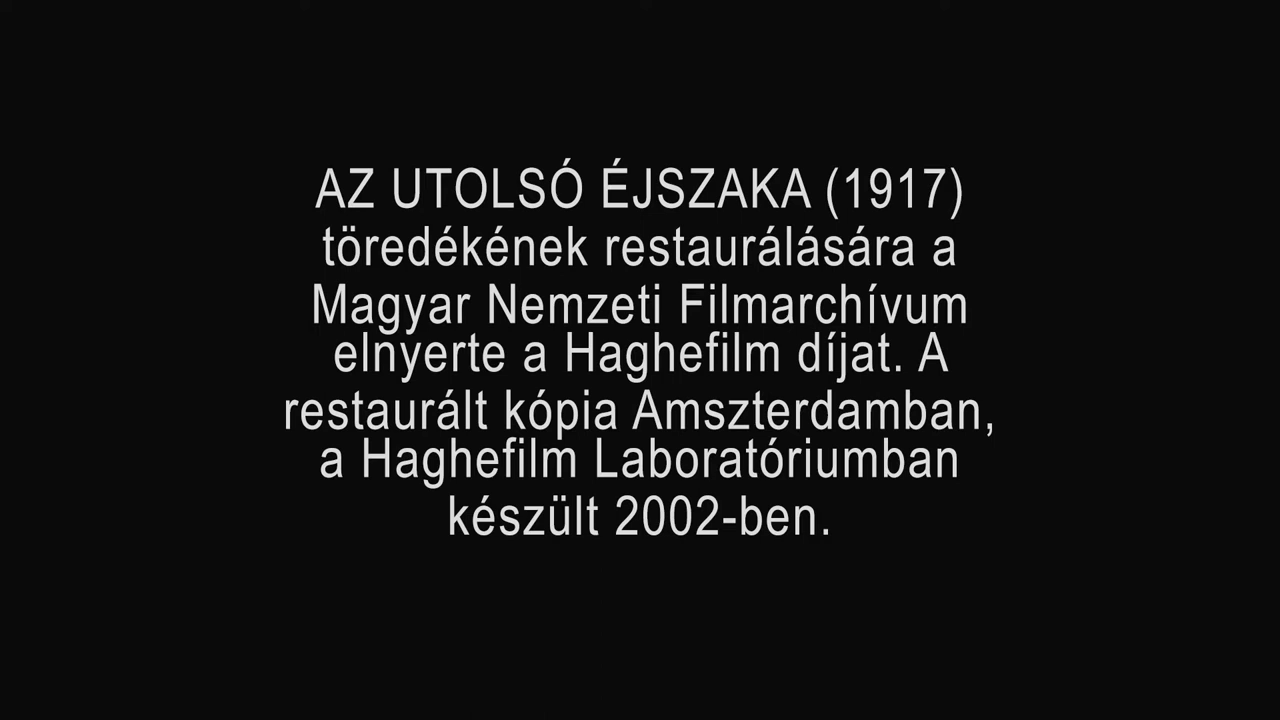 AZ UTOLSÓ ÉJSZAKA (1917)
töredékének restaurálására a
Magyar Nemzeti Filmarchívum
elnyerte a Haghefilm díjat. A
restaurált kópia Amszterdamban,
a Haghefilm Laboratóriumban
készült 2002-ben.